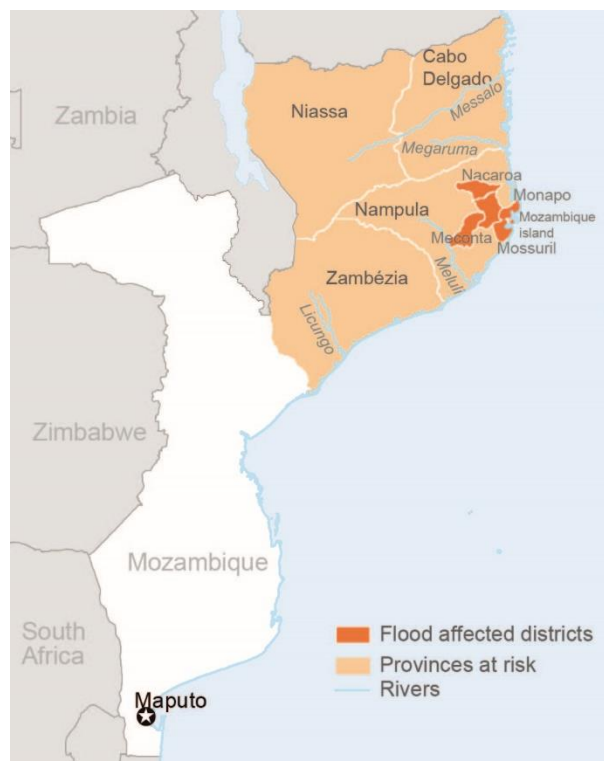 Cabo
Delgado
Zambia
Niassa
Messalo
Megaruma
Nacaroa
Monapo
Nampula
Mozambique
island
Meconta
Mossuril
Zambézia
Meluli
Licungo
Zimbabwe
Mozambique
South
Africa
Flood affected districts
Provinces at risk
Rivers
Maputo